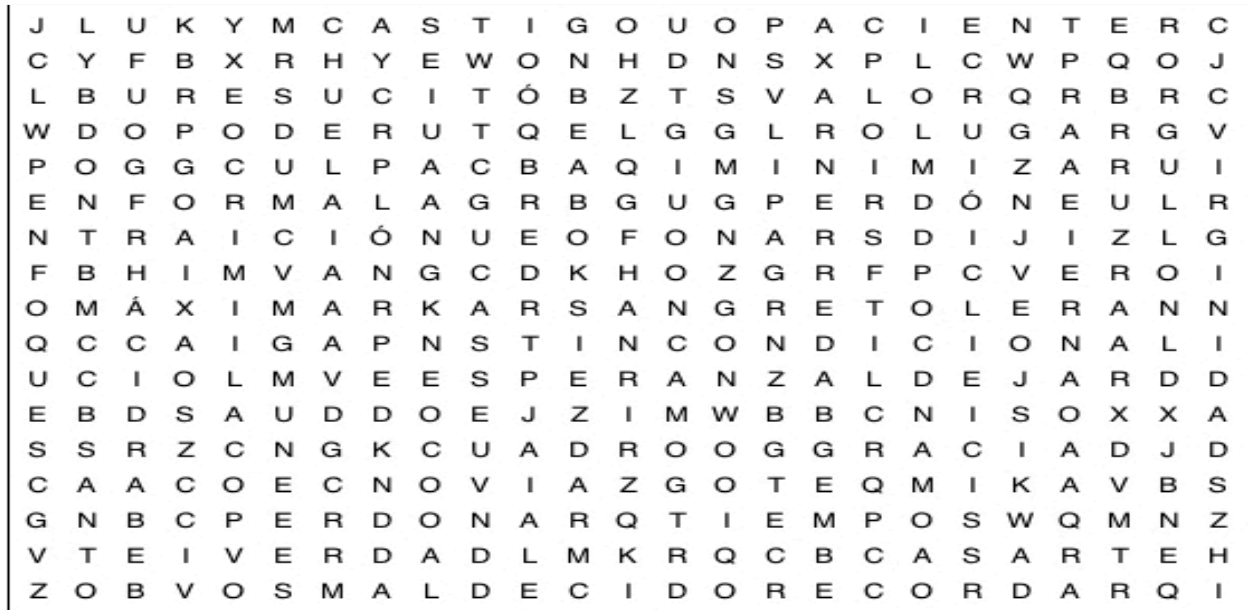 J L U K Y M C A S T I G O U O P A C I E N T E R C
C Y F B X R H Y E W O N H D N S X P L C W P Q O J
L B U R E S U C I T Ó B Z T S V A L O R Q R B R C
W D O P O D E R U T Q E L G G L R O L U G A R G V
P O G G C U L P A C B A Q I M I N I M I Z A R U I
E N F O R M A L A G R B G U G P E R D Ó N E U L R
N T R A I C I Ó N U E O F O N A R S D I J I Z L G
F B H I M V A N G C D K H O Z G R F P C V E R O I
O M Á X I M A R K A R S A N G R E T O L E R A N N
Q C C A I G A P N S T I N C O N D I C I O N A L I
U C I O L M V E E S P E R A N Z A L D E J A R D D
E B D S A U D D O E J Z I M W B B C N I S O X X A
S S R Z C N G K C U A D R O O G G R A C I A D J D
C A A C O E C N O V I A Z G O T E Q M I K A V B S
G N B C P E R D O N A R Q T I E M P O S W Q M N Z
V T E I V E R D A D L M K R Q C B C A S A R T E H
Z O B V O S M A L D E C I D O R E C O R D A R Q I